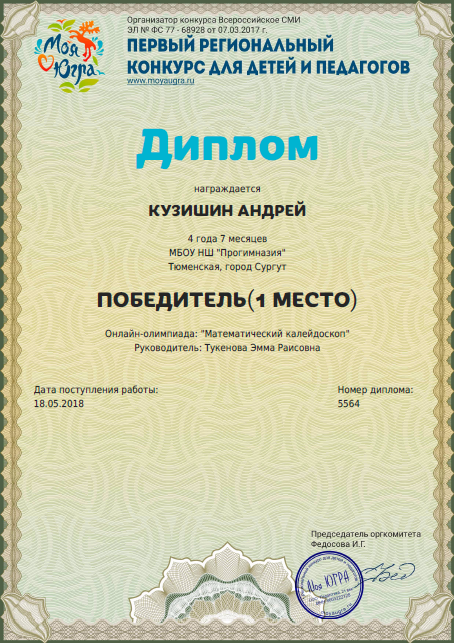 Моя
Югра
Организатор конкурса Всероссийское СМИ
ЭЛ № ФС 77 - 68928 от 07.03.2017 г.
ПЕРВЫЙ РЕГИОНАЛЬНЫЙ
КОНКУРС ДЛЯ ДЕТЕЙ И ПЕДАГОГОВ
www.moyaugra.ru
Диплом
награждается
КУЗИШИН АНДРЕЙ
4 года 7 месяцев
МБОУ НШ "Прогимназия"
Тюменская, город Сургут
ПОБЕДИТЕЛЬ(1 МЕСТО)
Онлайн-олимпиада: "Математический калейдоскоп"
Руководитель: Тукенова Эмма Раисовна
Дата поступления работы:
18.05.2018
Номер диплома:
5564
Председатель оргкомитета
Федосова И.Г.
Моя ЮГРА